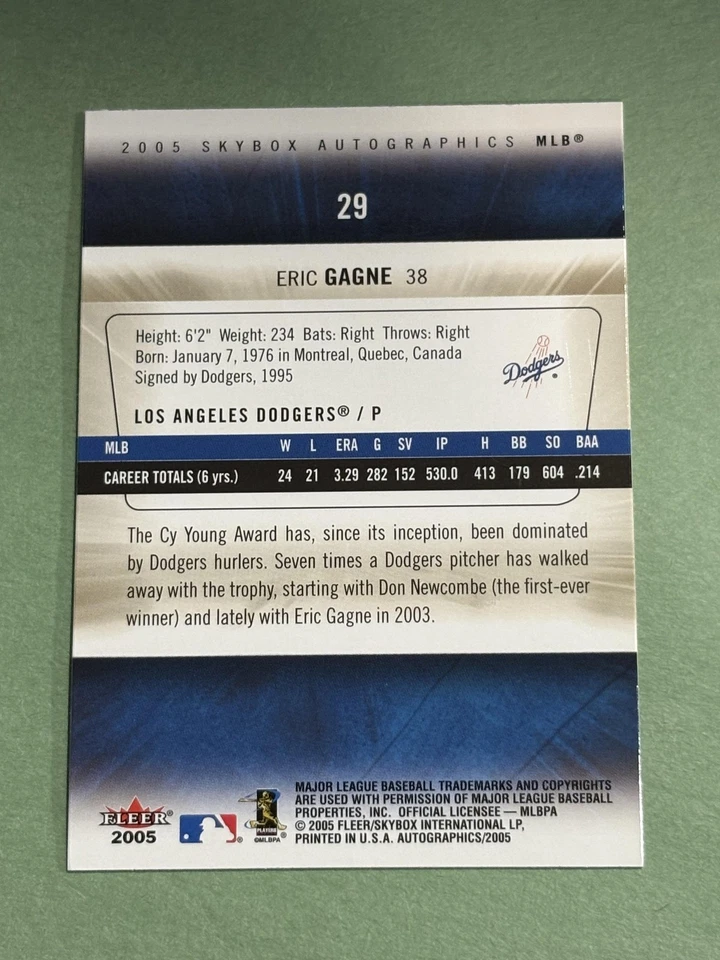 2005 SKYBOX AUTOGRAPHICS MLB®
29
ERIC GAGNE 38
Height: 6'2" Weight: 234 Bats: Right Throws: Right
Born: January 7, 1976 in Montreal, Quebec, Canada
Signed by Dodgers, 1995
Dodgers®
LOS ANGELES DODGERS® / P
MLB W L ERA G SV IP H BB SO BAA
CAREER TOTALS (6 yrs.) 24 21 3.29 282 152 530.0 413 179 604 .214
The Cy Young Award has, since its inception, been dominated
by Dodgers hurlers. Seven times a Dodgers pitcher has walked
away with the trophy, starting with Don Newcombe (the first-ever
winner) and lately with Eric Gagne in 2003.
FLEER®
2005
PLAYERS
©MLBPA
MAJOR LEAGUE BASEBALL TRADEMARKS AND COPYRIGHTS
ARE USED WITH PERMISSION OF MAJOR LEAGUE BASEBALL
PROPERTIES, INC. OFFICIAL LICENSEE — MLBPA
© 2005 FLEER/SKYBOX INTERNATIONAL LP,
PRINTED IN U.S.A. AUTOGRAPHICS/2005